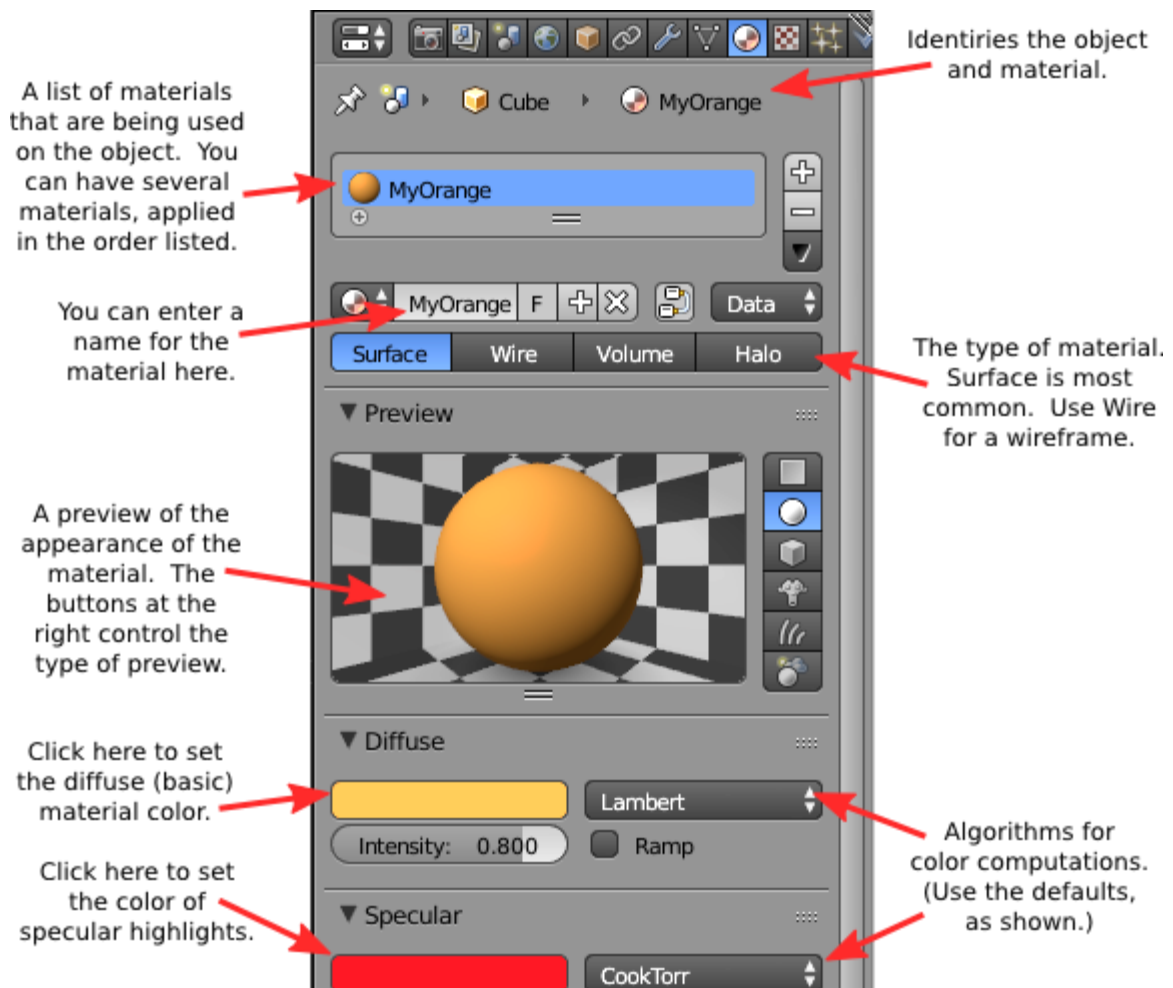 Identiries the object
and material.
A list of materials
that are being used
on the object.  You
can have several
materials, applied
in the order listed.
Cube
MyOrange
MyOrange
You can enter a
name for the
material here.
MyOrange F Data
Surface Wire Volume Halo
The type of material.
Surface is most
common.  Use Wire
for a wireframe.
Preview
A preview of the
appearance of the
material.  The
buttons at the
right control the
type of preview.
Diffuse
Click here to set
the diffuse (basic)
material color.
Lambert
Intensity: 0.800 Ramp
Algorithms for
color computations.
(Use the defaults,
as shown.)
Click here to set
the color of
specular highlights.
Specular
CookTorr